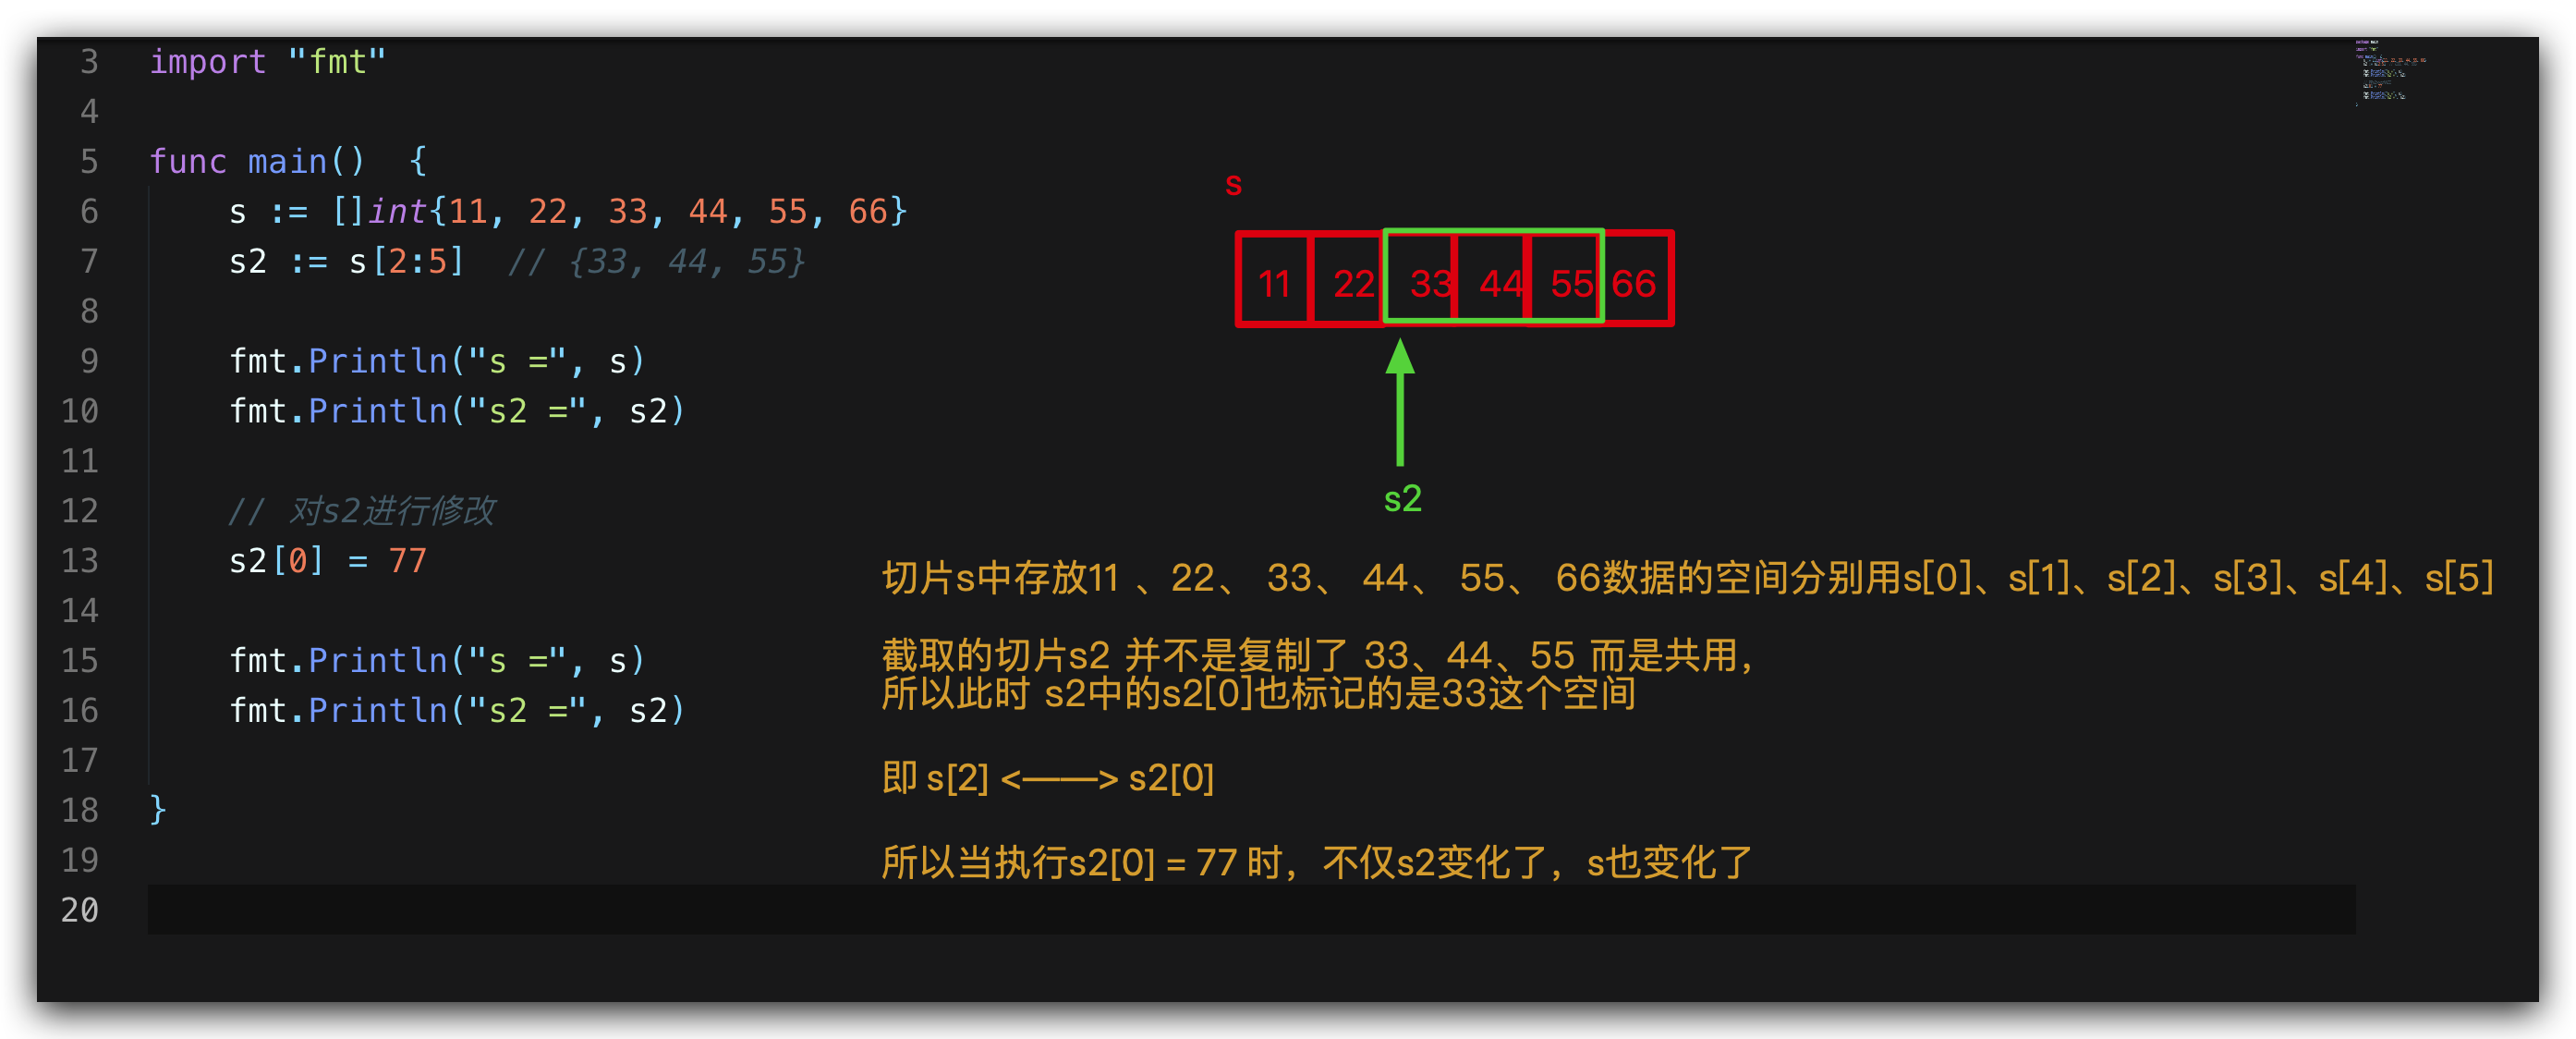 3 import "fmt"
4
5 func main()  {
6 s := []int{11, 22, 33, 44, 55, 66}
7 s2 := s[2:5]  // {33, 44, 55}
8
9 fmt.Println("s =", s)
10 fmt.Println("s2 =", s2)
11
12 // 对s2进行修改
13 s2[0] = 77
14
15 fmt.Println("s =", s)
16 fmt.Println("s2 =", s2)
17
18 }
19
20
s
11 22 33 44 55 66
s2
切片s中存放11 、22、 33、 44、 55、 66数据的空间分别用s[0]、s[1]、s[2]、s[3]、s[4]、s[5]
截取的切片s2 并不是复制了 33、44、55 而是共用，
所以此时 s2中的s2[0]也标记的是33这个空间
即 s[2] <——> s2[0]
所以当执行s2[0] = 77 时，不仅s2变化了，s也变化了